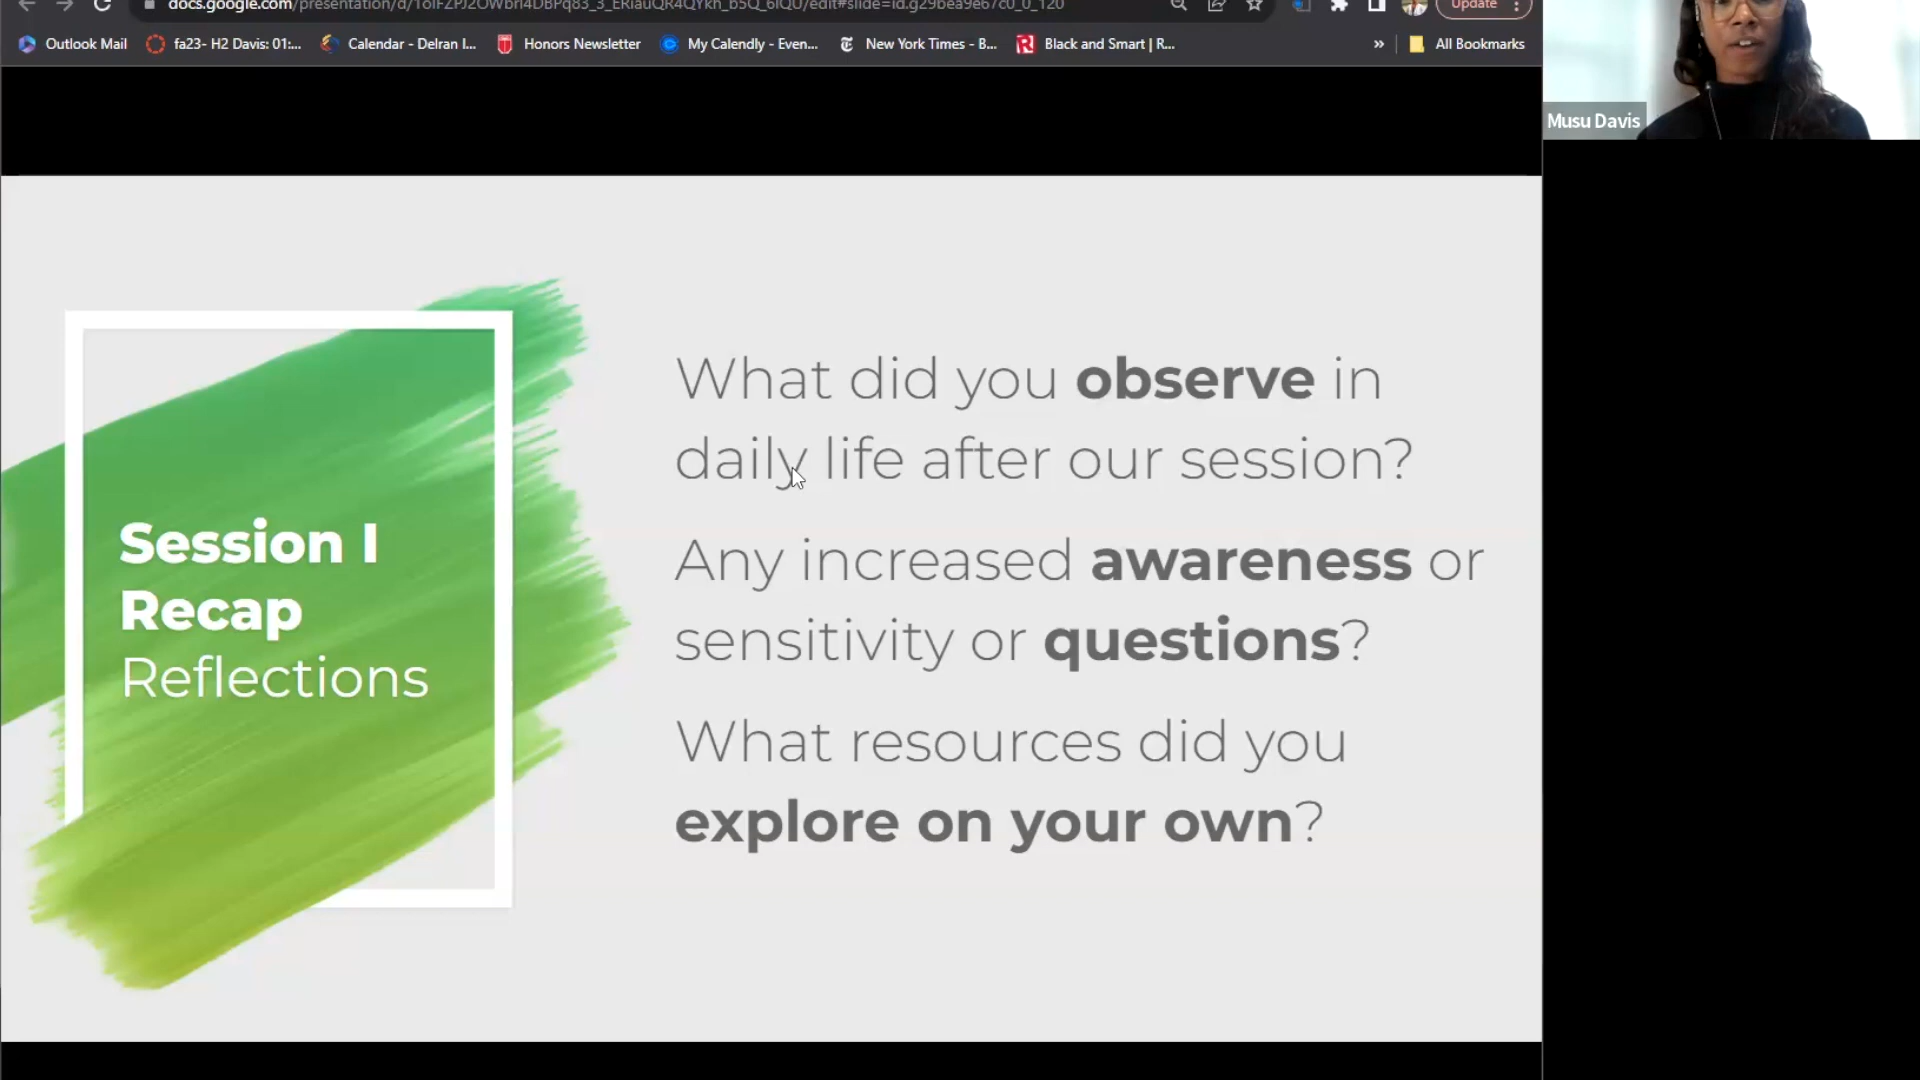 docs.google.com/presentation/d/
Update
Outlook Mail
fa23- H2 Davis: 01:...
Calendar - Delran I...
Honors Newsletter
My Calendly - Even...
New York Times - B...
Black and Smart | R...
»
All Bookmarks
Musu Davis
Session I
Recap
Reflections
What did you observe in
daily life after our session?
Any increased awareness or
sensitivity or questions?
What resources did you
explore on your own?